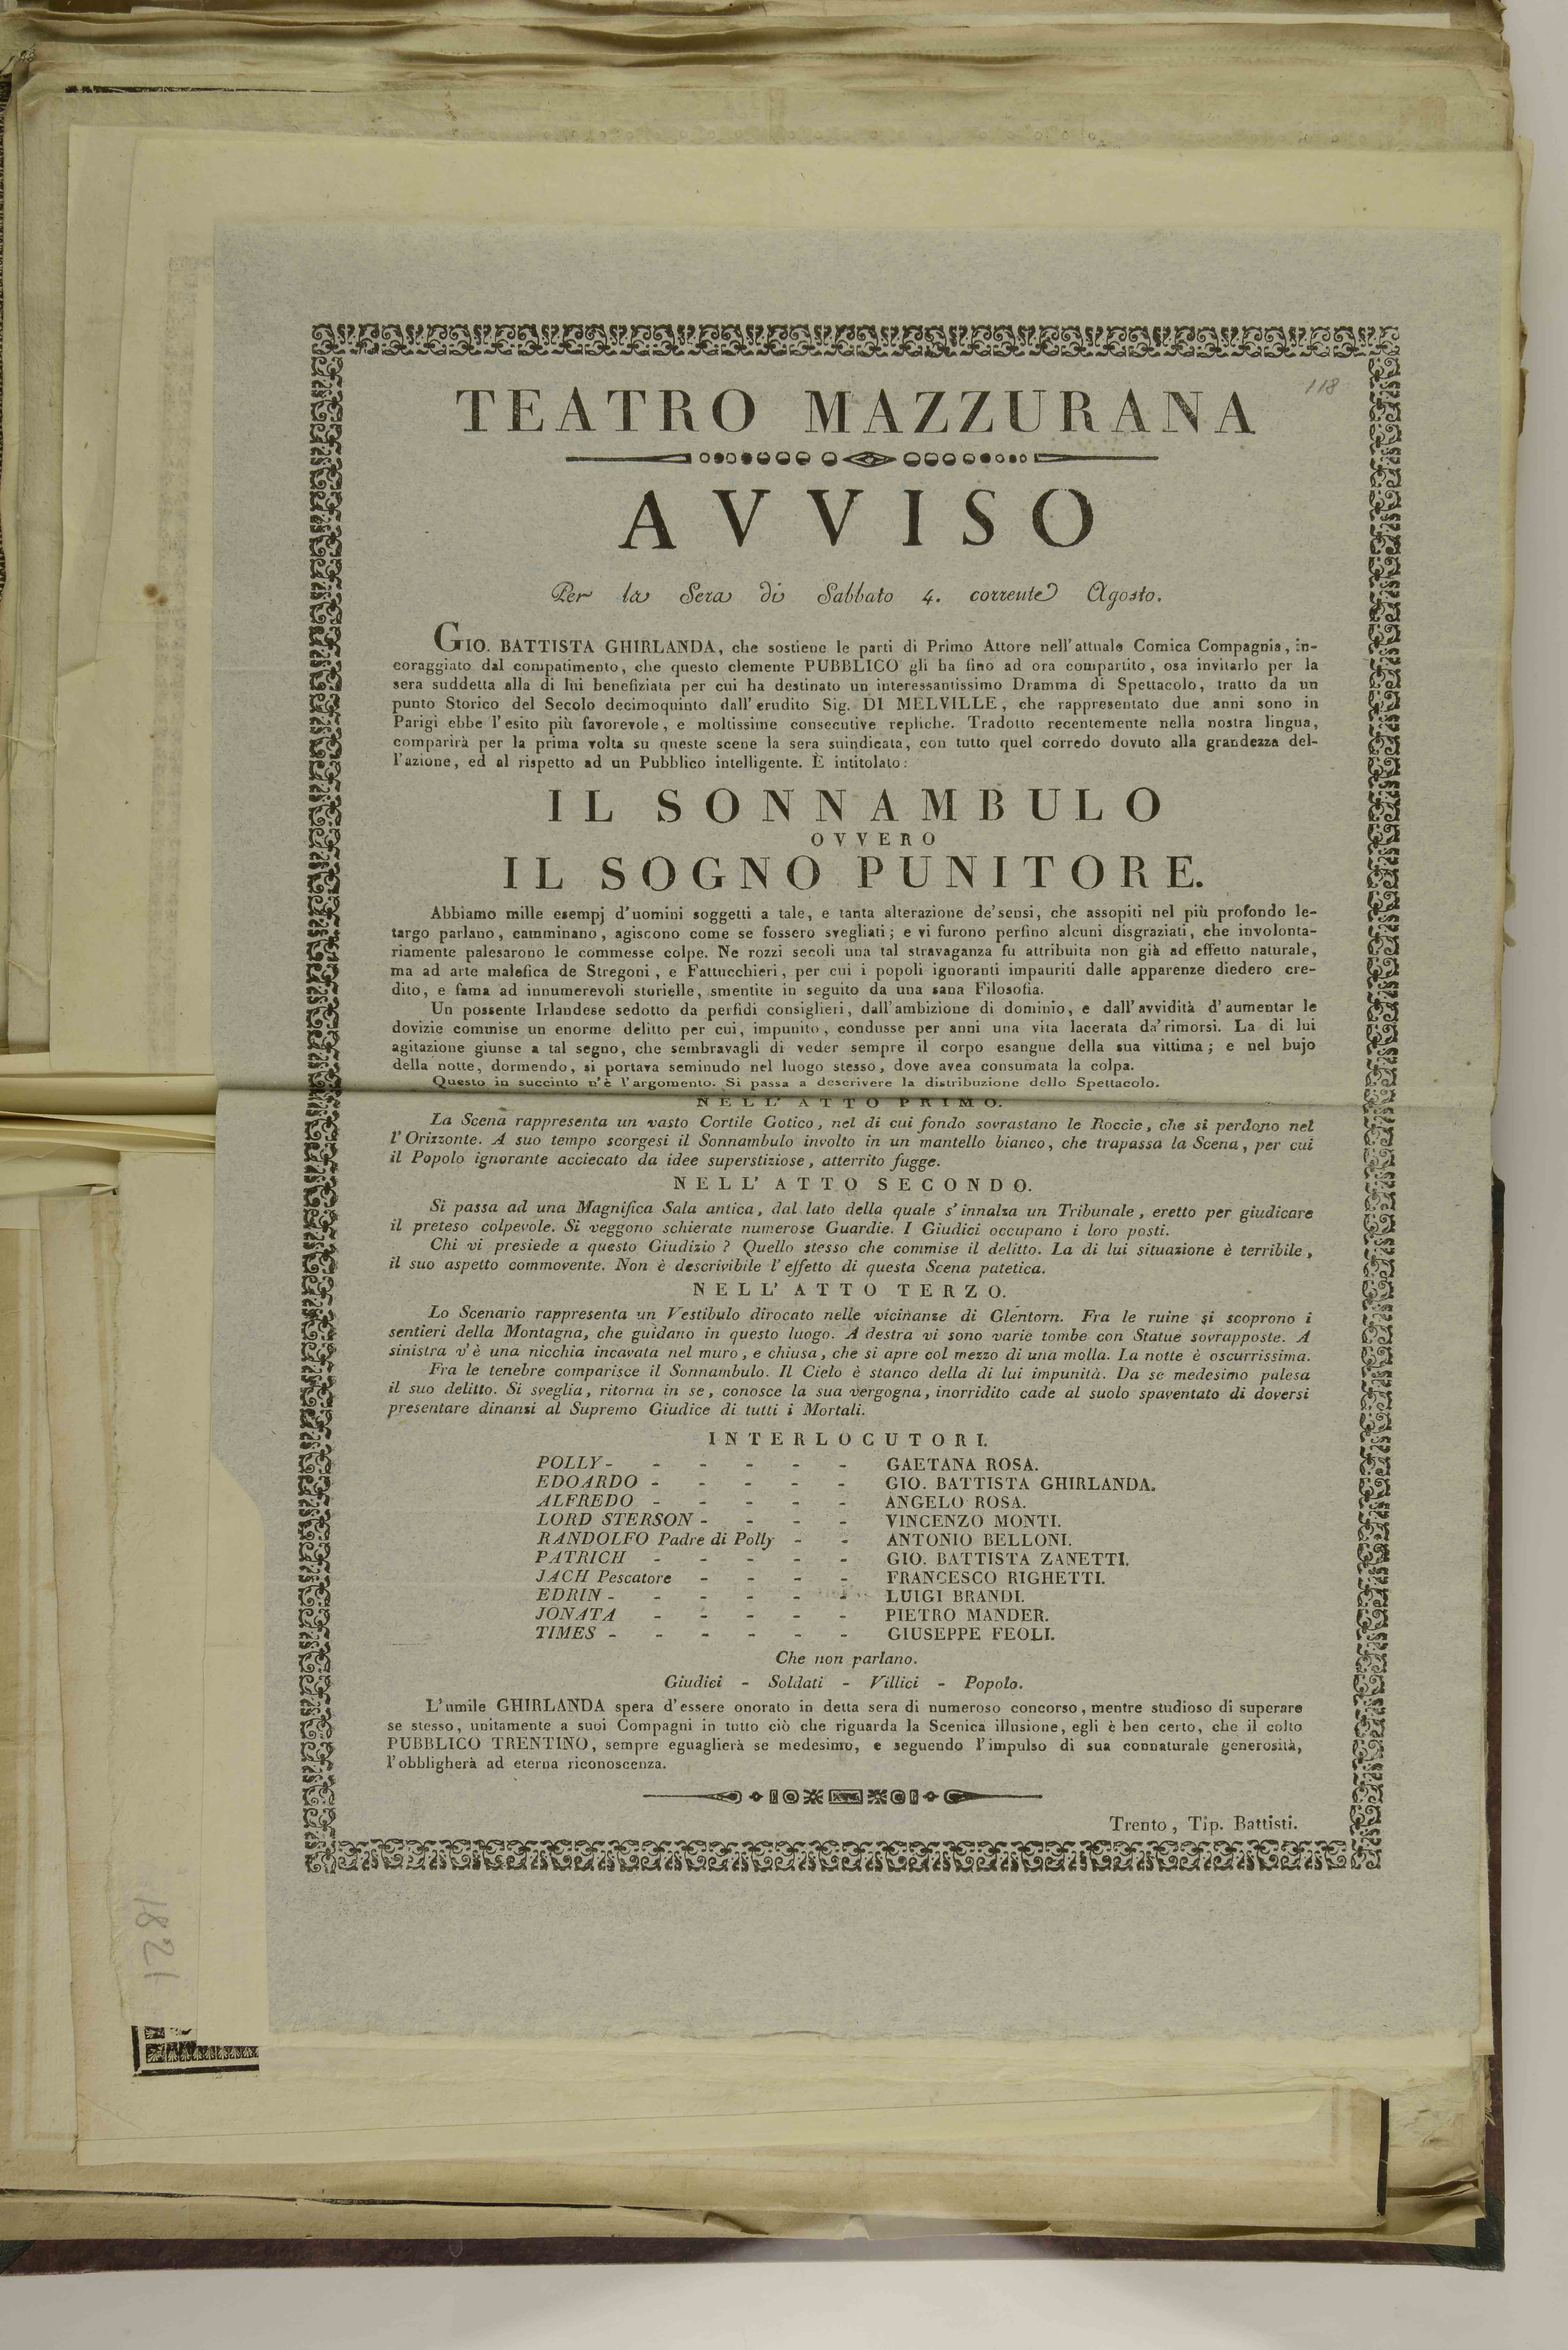 118
TEATRO MAZZURANA
AVVISO
Per la Sera di Sabbato 4. corrente Agosto.
GIO. BATTISTA GHIRLANDA, che sostiene le parti di Primo Attore nell'attuale Comica Compagnia, in-
coraggiato dal compatimento, che questo clemente PUBBLICO gli ha fino ad ora compartito, osa invitarlo per la
sera suddetta alla di lui benefiziata per cui ha destinato un interessantissimo Dramma di Spettacolo, tratto da un
punto Storico del Secolo decimoquinto dall'erudito Sig. DI MELVILLE, che rappresentato due anni sono in
Parigi ebbe l'esito più favorevole, e moltissime consecutive repliche. Tradotto recentemente nella nostra lingua,
comparirà per la prima volta su queste scene la sera suindicata, con tutto quel corredo dovuto alla grandezza del-
l'azione, ed al rispetto ad un Pubblico intelligente. È intitolato:
IL SONNAMBULO
OVVERO
IL SOGNO PUNITORE.
Abbiamo mille esempj d'uomini soggetti a tale, e tanta alterazione de'sensi, che assopiti nel più profondo le-
targo parlano, camminano, agiscono come se fossero svegliati; e vi furono perfino alcuni disgraziati, che involonta-
riamente palesarono le commesse colpe. Ne rozzi secoli una tal stravaganza fu attribuita non già ad effetto naturale,
ma ad arte malefica de Stregoni, e Fattucchieri, per cui i popoli ignoranti impauriti dalle apparenze diedero cre-
dito, e fama ad innumerevoli storielle, smentite in seguito da una sana Filosofia.
Un possente Irlandese sedotto da perfidi consiglieri, dall'ambizione di dominio, e dall'avvidità d'aumentar le
dovizie commise un enorme delitto per cui, impunito, condusse per anni una vita lacerata da'rimorsi. La di lui
agitazione giunse a tal segno, che sembravagli di veder sempre il corpo esangue della sua vittima; e nel bujo
della notte, dormendo, si portava seminudo nel luogo stesso, dove avea consumata la colpa.
Questo in succinto n'è l'argomento. Si passa a descrivere la distribuzione dello Spettacolo.
NELL' ATTO PRIMO.
La Scena rappresenta un vasto Cortile Gotico, nel di cui fondo sovrastano le Roccie, che si perdono nel
l'Orizzonte. A suo tempo scorgesi il Sonnambulo involto in un mantello bianco, che trapassa la Scena, per cui
il Popolo ignorante acciecato da idee superstiziose, atterrito fugge.
NELL' ATTO SECONDO.
Si passa ad una Magnifica Sala antica, dal lato della quale s'innalza un Tribunale, eretto per giudicare
il preteso colpevole. Si veggono schierate numerose Guardie. I Giudici occupano i loro posti.
Chi vi presiede a questo Giudizio? Quello stesso che commise il delitto. La di lui situazione è terribile,
il suo aspetto commovente. Non è descrivibile l'effetto di questa Scena patetica.
NELL' ATTO TERZO.
Lo Scenario rappresenta un Vestibulo dirocato nelle vicinanze di Glentorn. Fra le ruine si scoprono i
sentieri della Montagna, che guidano in questo luogo. A destra vi sono varie tombe con Statue sovrapposte. A
sinistra v'è una nicchia incavata nel muro, e chiusa, che si apre col mezzo di una molla. La notte è oscurrissima.
Fra le tenebre comparisce il Sonnambulo. Il Cielo è stanco della di lui impunità. Da se medesimo palesa
il suo delitto. Si sveglia, ritorna in se, conosce la sua vergogna, inorridito cade al suolo spaventato di doversi
presentare dinanzi al Supremo Giudice di tutti i Mortali.
INTERLOCUTORI.
POLLY - - - - - - GAETANA ROSA.
EDOARDO - - - - - GIO. BATTISTA GHIRLANDA.
ALFREDO - - - - - ANGELO ROSA.
LORD STERSON - - - - VINCENZO MONTI.
RANDOLFO Padre di Polly - - ANTONIO BELLONI.
PATRICH - - - - - GIO. BATTISTA ZANETTI.
JACH Pescatore - - - - FRANCESCO RIGHETTI.
EDRIN - - - - - - LUIGI BRANDI.
JONATA - - - - - PIETRO MANDER.
TIMES - - - - - - GIUSEPPE FEOLI.
Che non parlano.
Giudici - Soldati - Villici - Popolo.
L'umile GHIRLANDA spera d'essere onorato in detta sera di numeroso concorso, mentre studioso di superare
se stesso, unitamente a suoi Compagni in tutto ciò che riguarda la Scenica illusione, egli è ben certo, che il colto
PUBBLICO TRENTINO, sempre eguaglierà se medesimo, e seguendo l'impulso di sua connaturale generosità,
l'obbligherà ad eterna riconoscenza.
Trento, Tip. Battisti.
1821